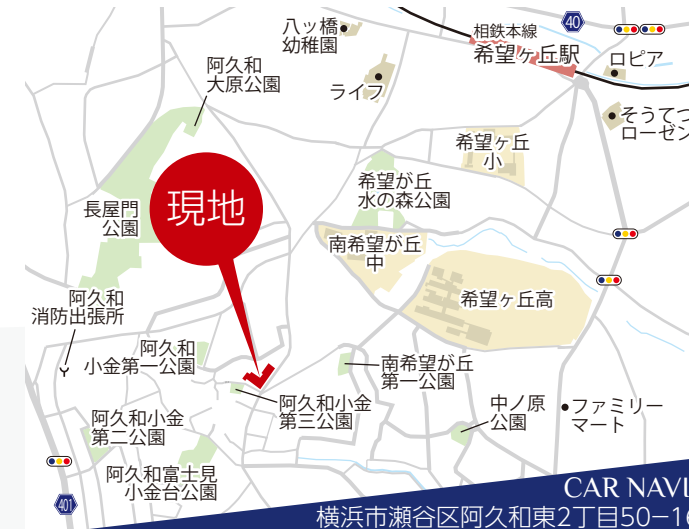 八ッ橋
幼稚園
相鉄本線
希望ヶ丘駅
40
ロピア
阿久和
大原公園
ライフ
そうてつ
ローゼン
希望ヶ丘
小
希望が丘
水の森公園
長屋門
公園
現地
南希望が丘
中
希望ヶ丘高
阿久和
消防出張所
阿久和
小金第一公園
南希望が丘
第一公園
阿久和小金
第三公園
中ノ原
公園
ファミリー
マート
阿久和小金
第二公園
阿久和富士見
小金台公園
401
CAR NAVI
横浜市瀬谷区阿久和東2丁目50−16